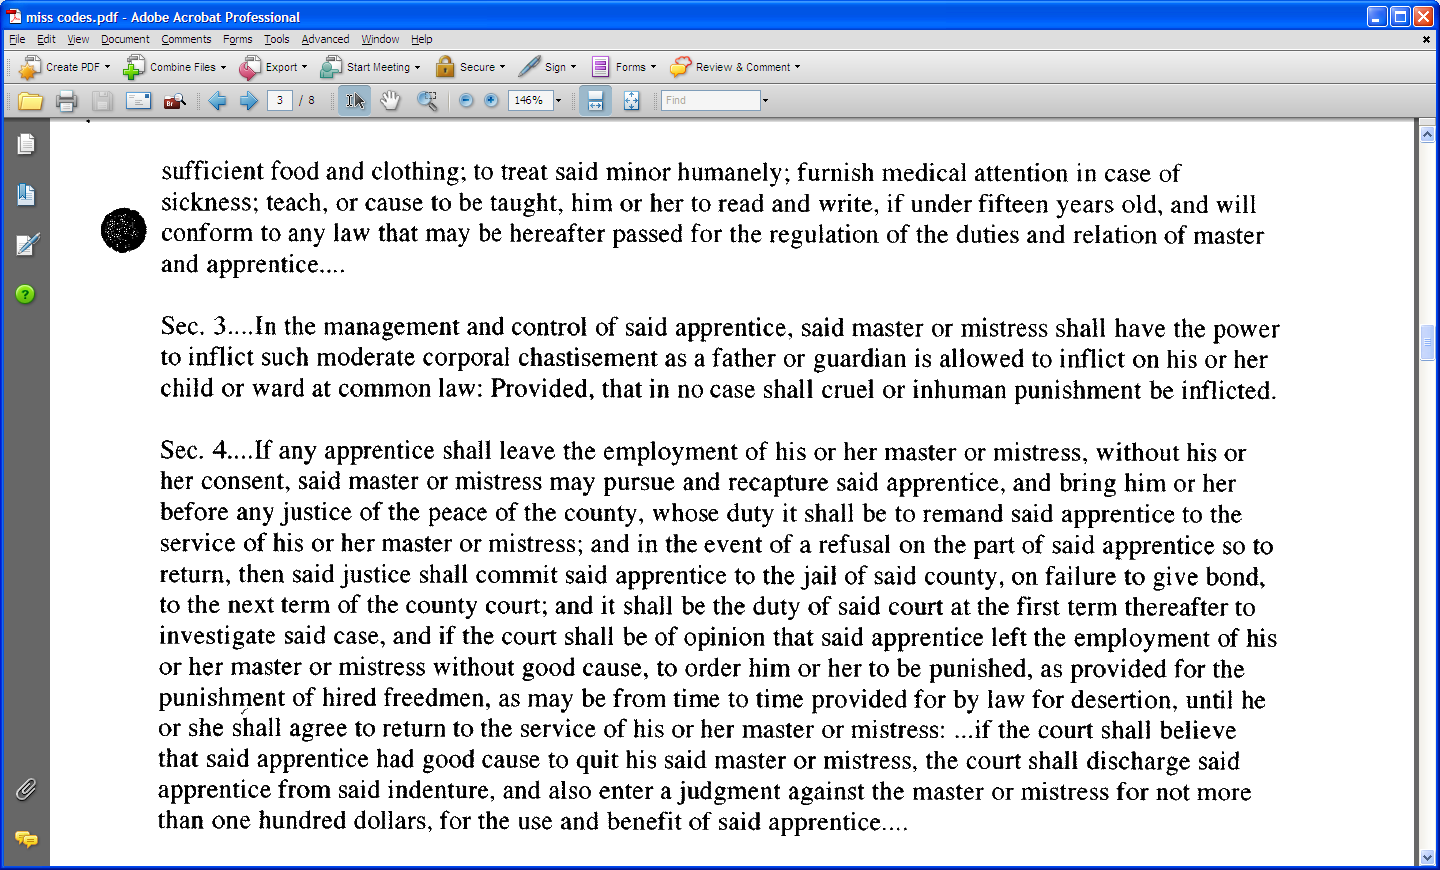 miss codes.pdf - Adobe Acrobat Professional
File Edit View Document Comments Forms Tools Advanced Window Help
Create PDF Combine Files Export Start Meeting Secure Sign Forms Review & Comment
3 / 8 146% Find
sufficient food and clothing; to treat said minor humanely; furnish medical attention in case of
sickness; teach, or cause to be taught, him or her to read and write, if under fifteen years old, and will
conform to any law that may be hereafter passed for the regulation of the duties and relation of master
and apprentice....
Sec. 3....In the management and control of said apprentice, said master or mistress shall have the power
to inflict such moderate corporal chastisement as a father or guardian is allowed to inflict on his or her
child or ward at common law: Provided, that in no case shall cruel or inhuman punishment be inflicted.
Sec. 4....If any apprentice shall leave the employment of his or her master or mistress, without his or
her consent, said master or mistress may pursue and recapture said apprentice, and bring him or her
before any justice of the peace of the county, whose duty it shall be to remand said apprentice to the
service of his or her master or mistress; and in the event of a refusal on the part of said apprentice so to
return, then said justice shall commit said apprentice to the jail of said county, on failure to give bond,
to the next term of the county court; and it shall be the duty of said court at the first term thereafter to
investigate said case, and if the court shall be of opinion that said apprentice left the employment of his
or her master or mistress without good cause, to order him or her to be punished, as provided for the
punishment of hired freedmen, as may be from time to time provided for by law for desertion, until he
or she shall agree to return to the service of his or her master or mistress: ...if the court shall believe
that said apprentice had good cause to quit his said master or mistress, the court shall discharge said
apprentice from said indenture, and also enter a judgment against the master or mistress for not more
than one hundred dollars, for the use and benefit of said apprentice....